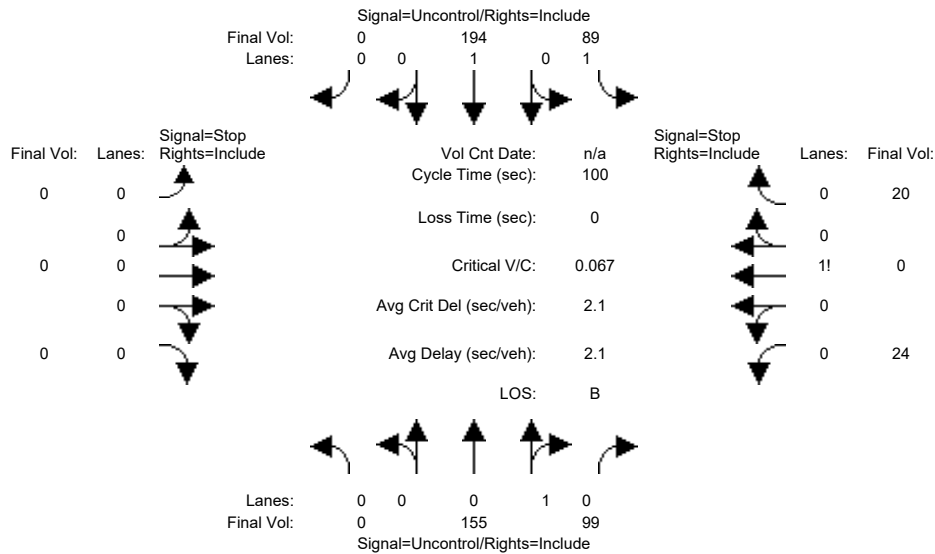 Signal=Uncontrol/Rights=Include
Final Vol: 0 194 89
Lanes: 0 0 1 0 1
Signal=Stop
Final Vol: Lanes: Rights=Include
Vol Cnt Date: n/a
Signal=Stop
Rights=Include Lanes: Final Vol:
Cycle Time (sec): 100
0 0
0 20
Loss Time (sec): 0
0
0
0 0
Critical V/C: 0.067
1! 0
0
Avg Crit Del (sec/veh): 2.1
0
0 0
Avg Delay (sec/veh): 2.1
0 24
LOS: B
Lanes: 0 0 0 1 0
Final Vol: 0 155 99
Signal=Uncontrol/Rights=Include